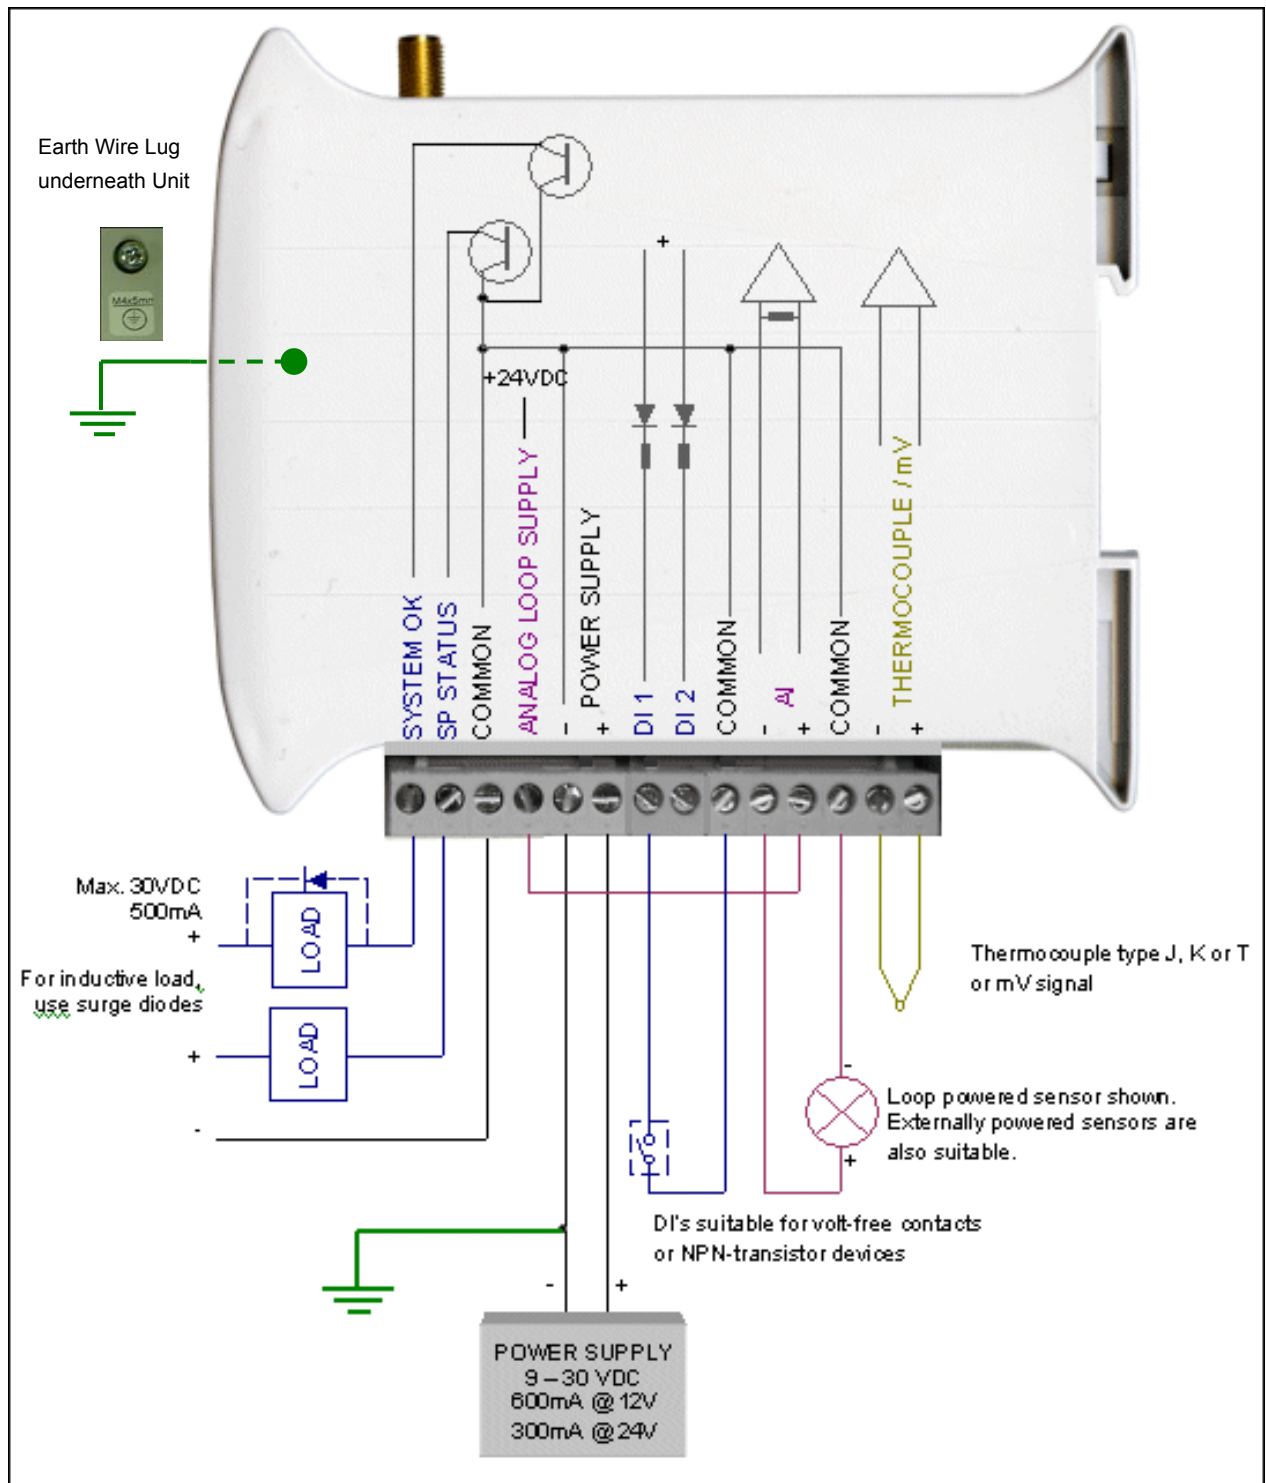 Earth Wire Lug
underneath Unit
M4x5mm
+
+24VDC
SYSTEM OK
SP STATUS
COMMON
ANALOG LOOP SUPPLY
-
+
POWER SUPPLY
DI 1
DI 2
COMMON
-
AI
+
COMMON
THERMOCOUPLE / mV
-
+
Max. 30VDC
500mA
+
LOAD
For inductive load,
use surge diodes
+
LOAD
-
Thermocouple type J, K or T
or mV signal
-
Loop powered sensor shown.
Externally powered sensors are
also suitable.
+
DI's suitable for volt-free contacts
or NPN-transistor devices
-
+
POWER SUPPLY
9 – 30 VDC
600mA @ 12V
300mA @ 24V